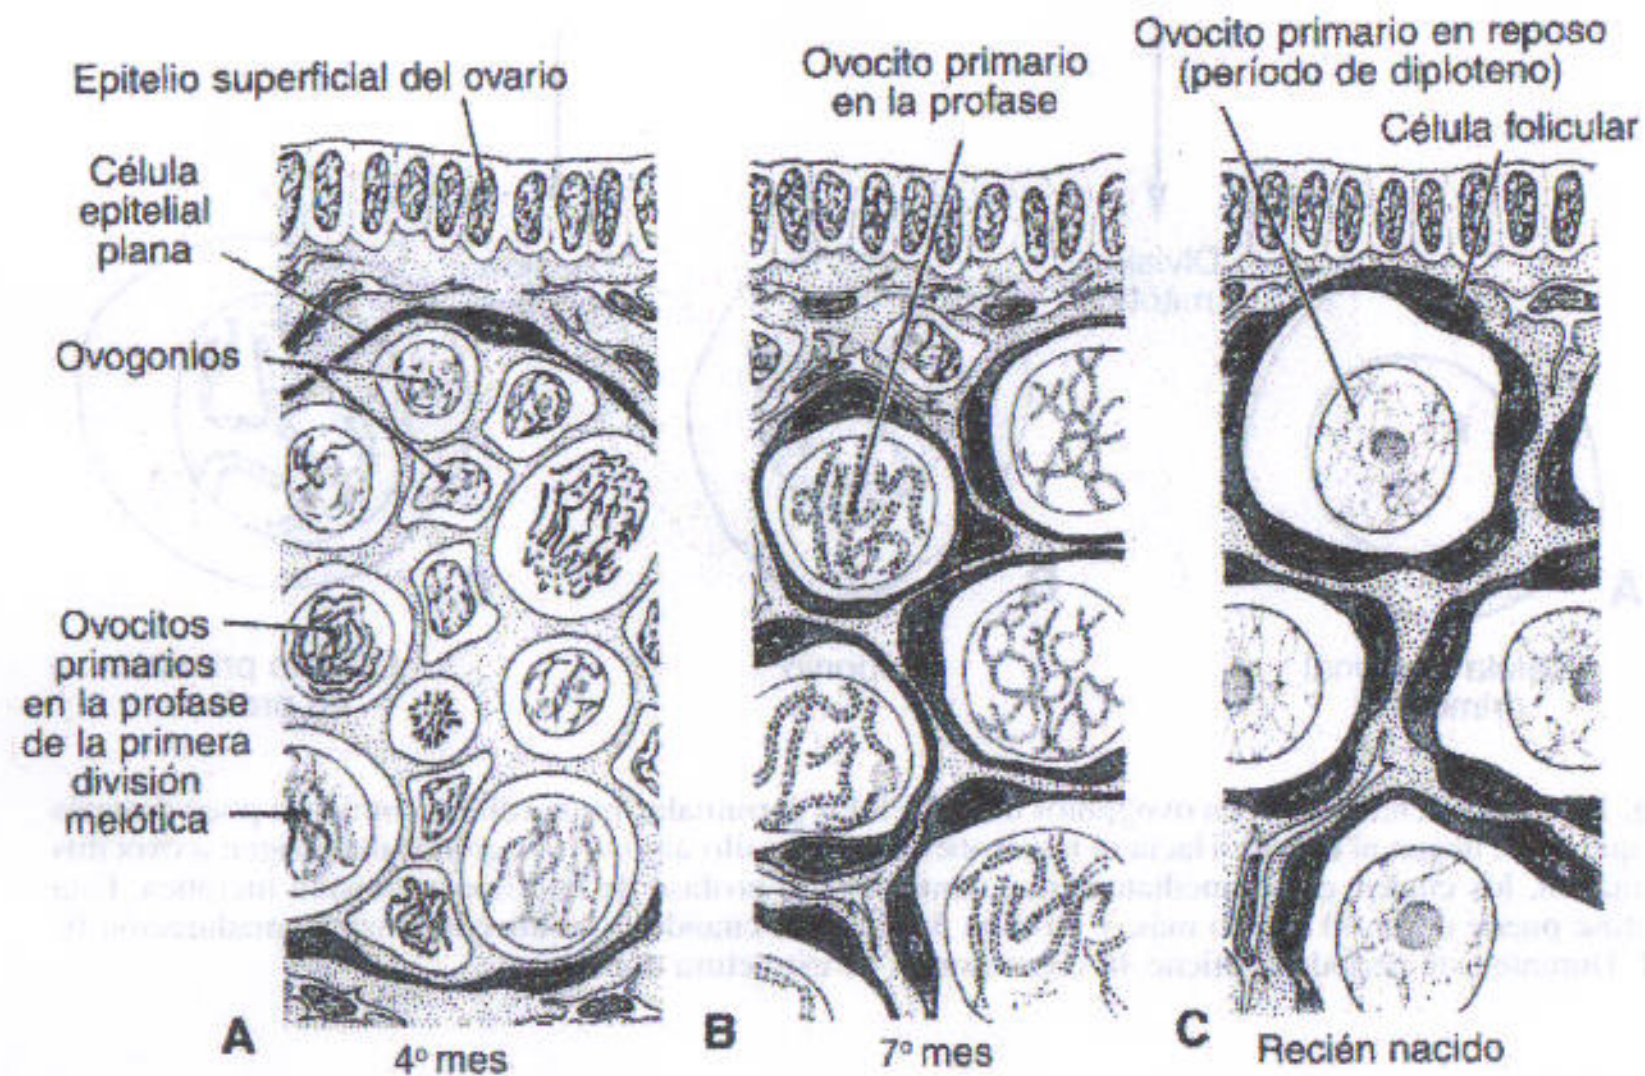 Epitelio superficial del ovario
Célula
epitelial
plana
Ovogonios
Ovocitos
primarios
en la profase
de la primera
división
meiótica
A
4º mes
Ovocito primario
en la profase
B
7º mes
Ovocito primario en reposo
(período de diploteno)
Célula folicular
C
Recién nacido